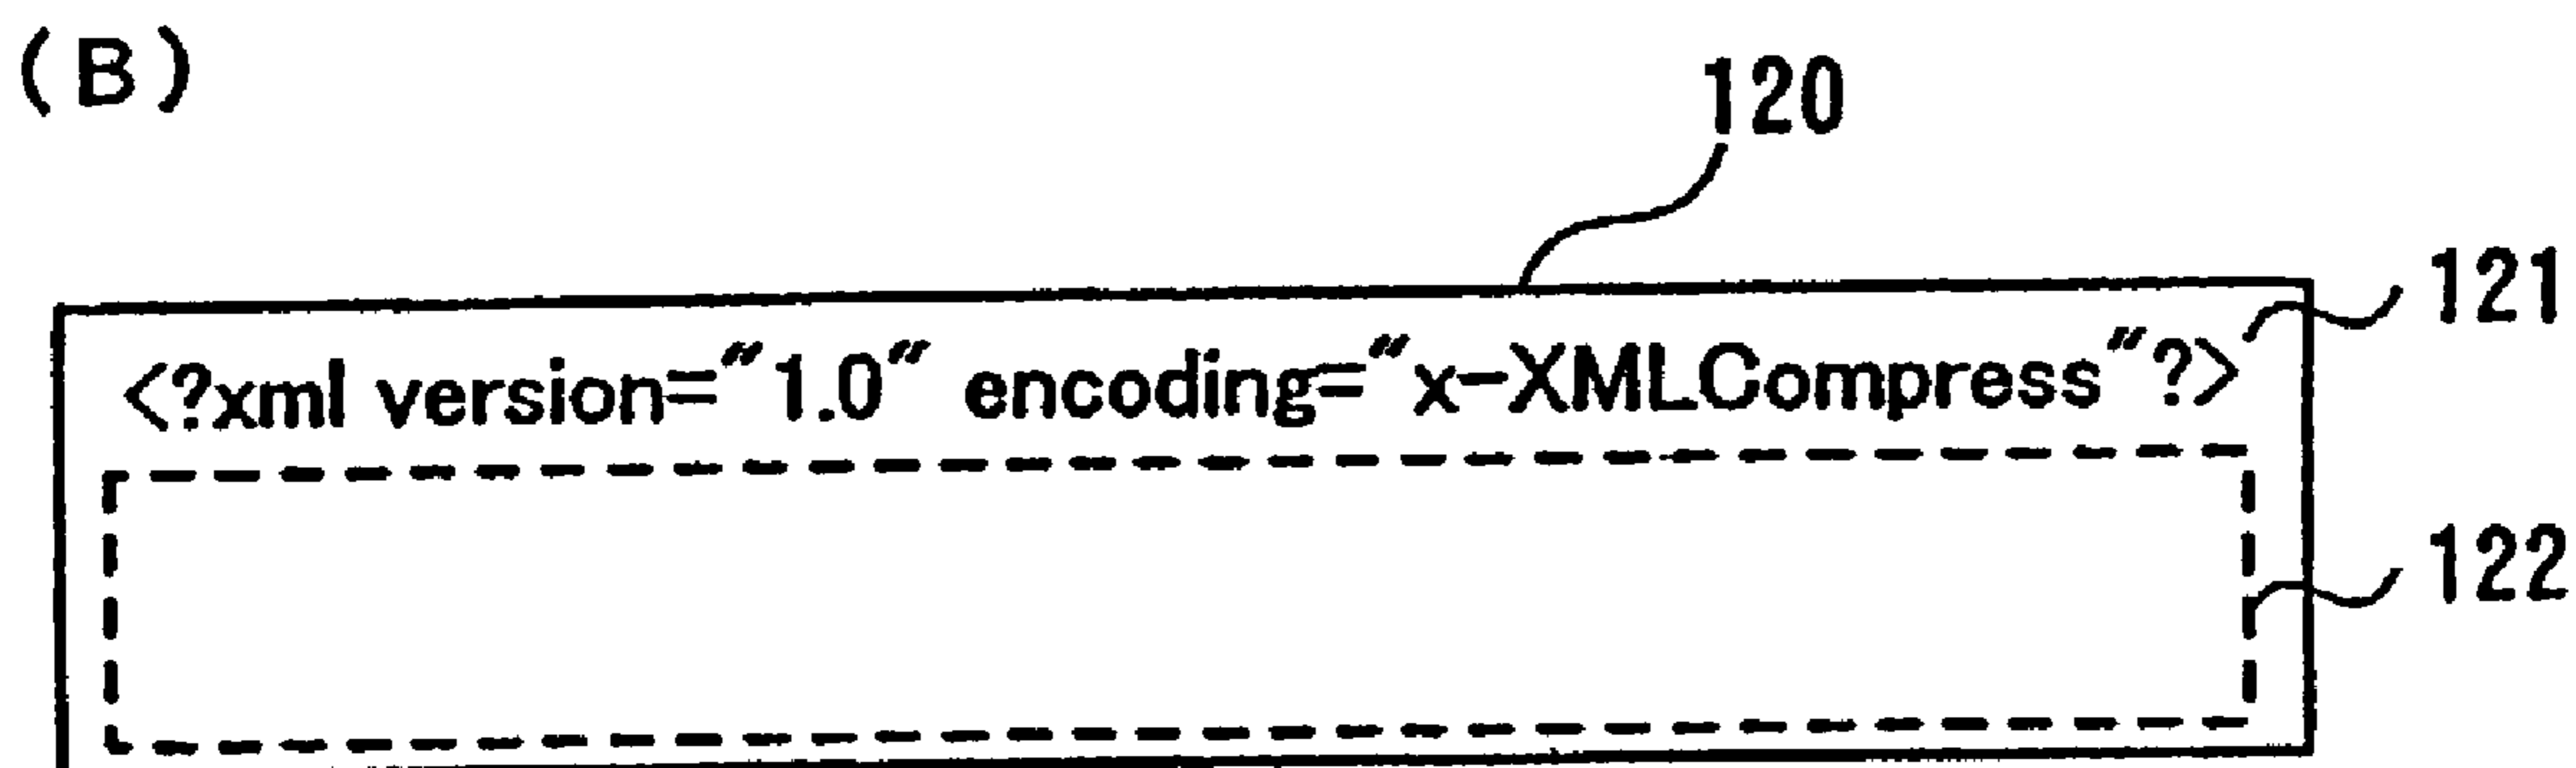 (B)
120
121
<?xml version="1.0" encoding="x-XMLCompress"?>
122